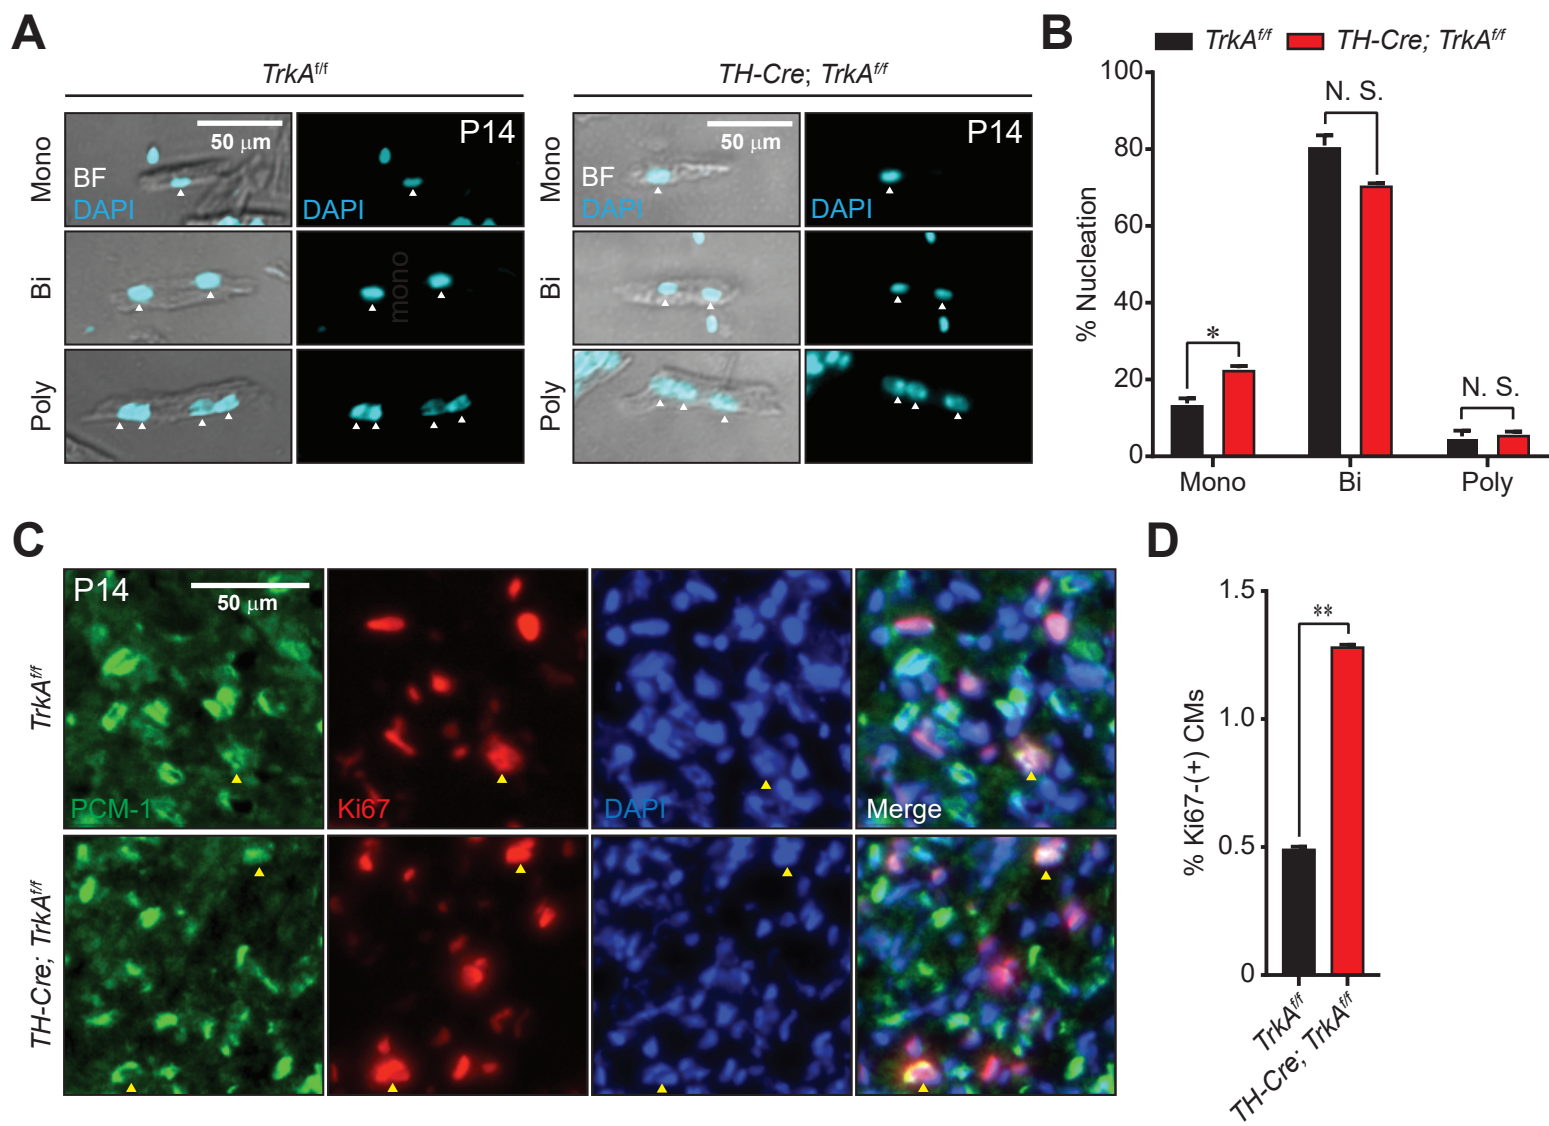 A
TrkAf/f
TH-Cre; TrkAf/f
Mono
BF
DAPI
50 μm
P14
DAPI
Mono
BF
DAPI
50 μm
P14
DAPI
Bi
mono
Bi
Poly
Poly
B
TrkAf/f
TH-Cre; TrkAf/f
% Nucleation
100
80
60
40
20
0
*
N. S.
N. S.
Mono
Bi
Poly
C
P14
50 μm
TrkAf/f
PCM-1
Ki67
DAPI
Merge
TH-Cre; TrkAf/f
D
% Ki67-(+) CMs
1.5
1.0
0.5
0
**
TrkAf/f
TH-Cre; TrkAf/f